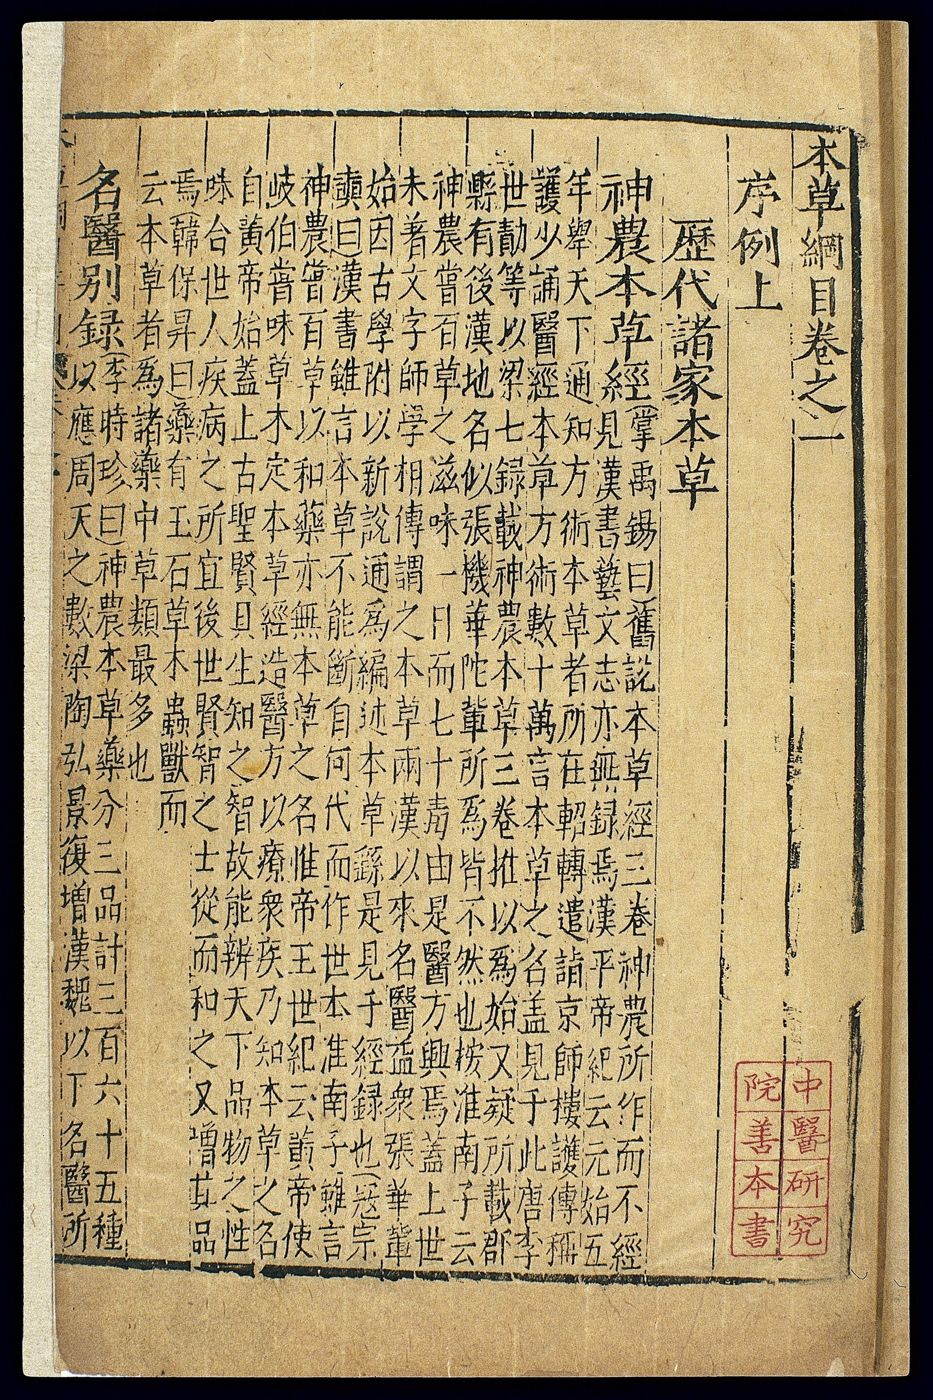 本草綱目卷之一
序例上
歷代諸家本草
神農本草經掌禹錫曰舊說本草經三卷神農所作而不經
見漢書藝文志亦無録焉漢平帝紀云元始五
年舉天下通知方術本草者所在軺轉遣詣京師樓護傳稱
護少誦醫經本草方術數十萬言本草之名盖見于此唐李
世勣等以梁七録載神農本草三卷推以爲始又疑所載郡
縣有後漢地名似張機華陀輩所爲皆不然也按淮南子云
神農嘗百草之滋味一日而七十毒由是醫方興焉蓋上世
未著文字師學相傳謂之本草兩漢以來名醫益衆張華輩
始因古學附以新說通爲編述本草繇是見于經録也寇宗
奭曰漢書雖言本草不能斷自何代而作世本淮南子雖言
神農嘗百草以和藥亦無本草之名惟帝王世紀云黃帝使
岐伯嘗味草木定本草經造醫方以療衆疾乃知本草之名
自黃帝始蓋上古聖賢具生知之智故能辨天下品物之性
味合世人疾病之所宜後世賢智之士從而和之又增其品
焉韓保昇曰藥有玉石草木蟲獸而
云本草者爲諸藥中草類最多也
名醫别録李時珍曰神農本草藥分三品計三百六十五種
以應周天之數梁陶弘景復增漢魏以下名醫所
中醫研究
院善本書